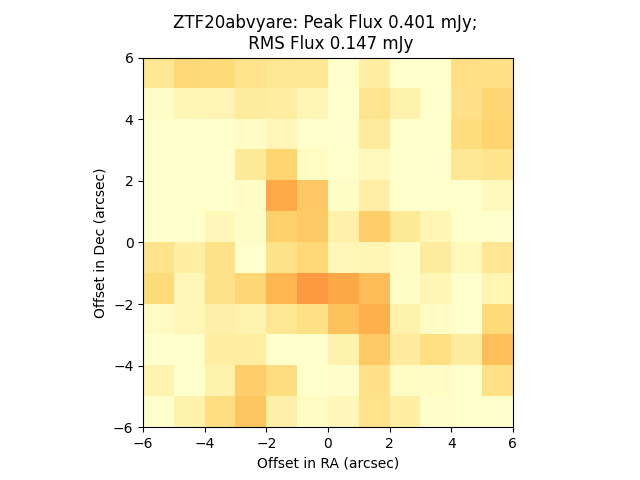 ZTF20abvyare: Peak Flux 0.401 mJy;
RMS Flux 0.147 mJy
6
4
2
0
−2
−4
−6
Offset in Dec (arcsec)
−6 −4 −2 0 2 4 6
Offset in RA (arcsec)